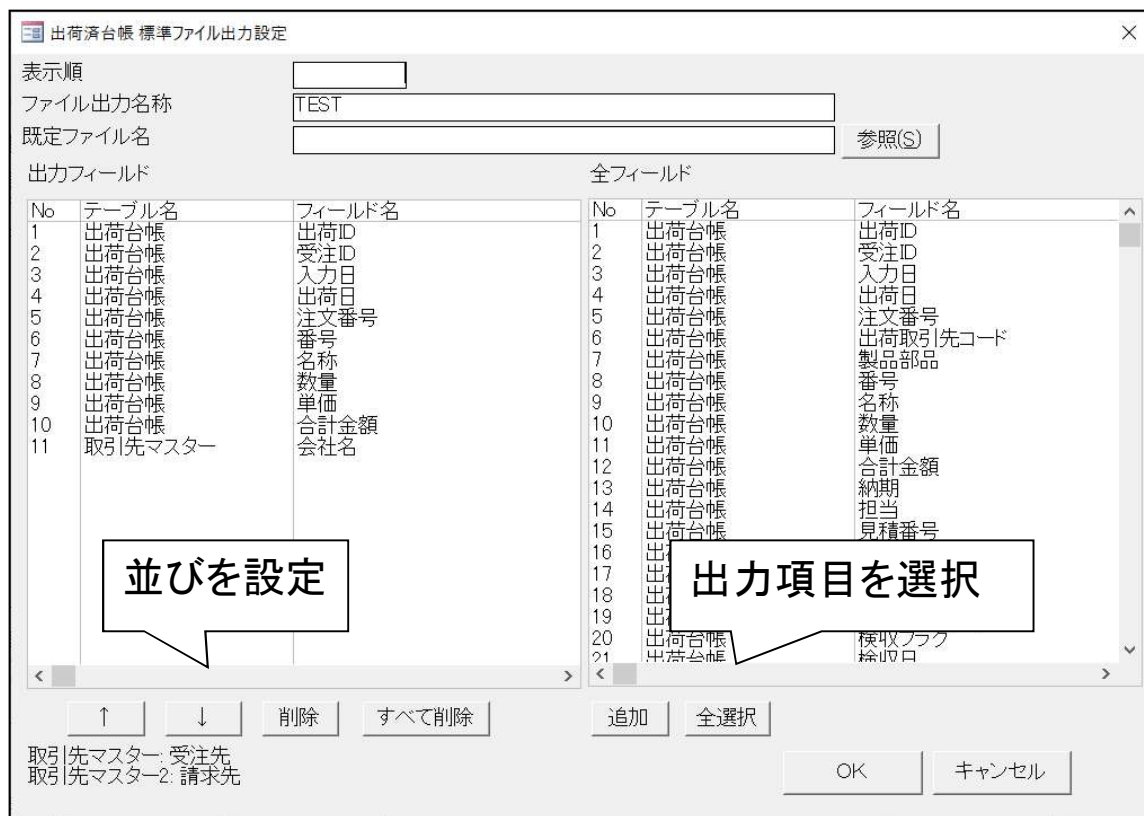 出荷済台帳 標準ファイル出力設定
表示順
ファイル出力名称 TEST
既定ファイル名 参照(S)
出力フィールド
No テーブル名 フィールド名
1 出荷台帳 出荷ID
2 出荷台帳 受注ID
3 出荷台帳 入力日
4 出荷台帳 出荷日
5 出荷台帳 注文番号
6 出荷台帳 番号
7 出荷台帳 名称
8 出荷台帳 数量
9 出荷台帳 単価
10 出荷台帳 合計金額
11 取引先マスター 会社名
並びを設定
↑ ↓ 削除 すべて削除
取引先マスター: 受注先
取引先マスター2: 請求先
全フィールド
No テーブル名 フィールド名
1 出荷台帳 出荷ID
2 出荷台帳 受注ID
3 出荷台帳 入力日
4 出荷台帳 出荷日
5 出荷台帳 注文番号
6 出荷台帳 出荷取引先コード
7 出荷台帳 製品部品
8 出荷台帳 番号
9 出荷台帳 名称
10 出荷台帳 数量
11 出荷台帳 単価
12 出荷台帳 合計金額
13 出荷台帳 納期
14 出荷台帳 担当
15 出荷台帳 見積番号
16
17
18
19
20 出荷台帳 検収フラグ
21 出荷台帳 検収日
出力項目を選択
追加 全選択
OK キャンセル